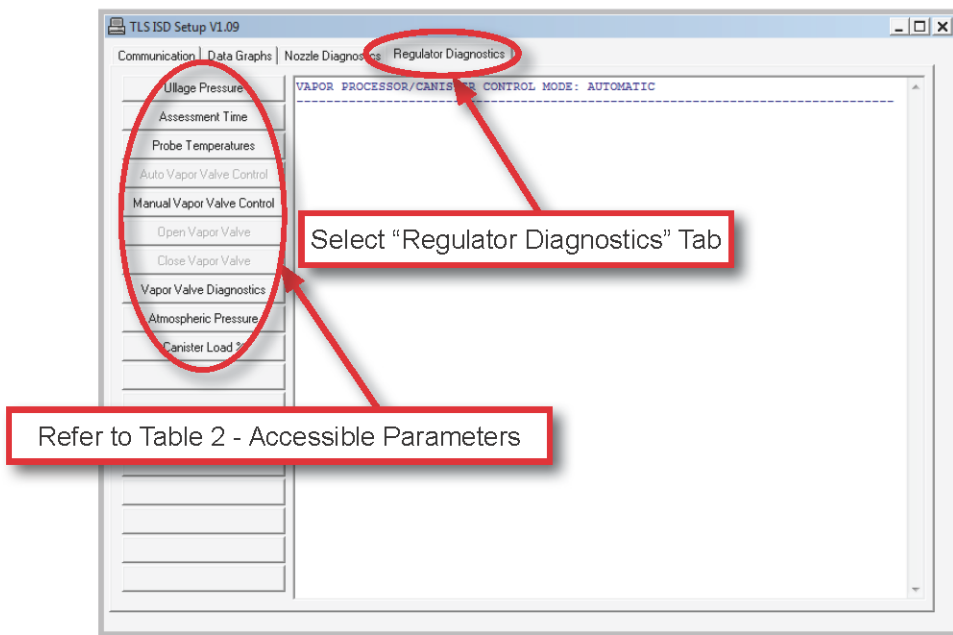 TLS ISD Setup V1.09
Communication Data Graphs Nozzle Diagnostics Regulator Diagnostics
Ullage Pressure
Assessment Time
Probe Temperatures
Auto Vapor Valve Control
Manual Vapor Valve Control
Open Vapor Valve
Close Vapor Valve
Vapor Valve Diagnostics
Atmospheric Pressure
Canister Load %
VAPOR PROCESSOR/CANISTER CONTROL MODE: AUTOMATIC
Select “Regulator Diagnostics” Tab
Refer to Table 2 - Accessible Parameters